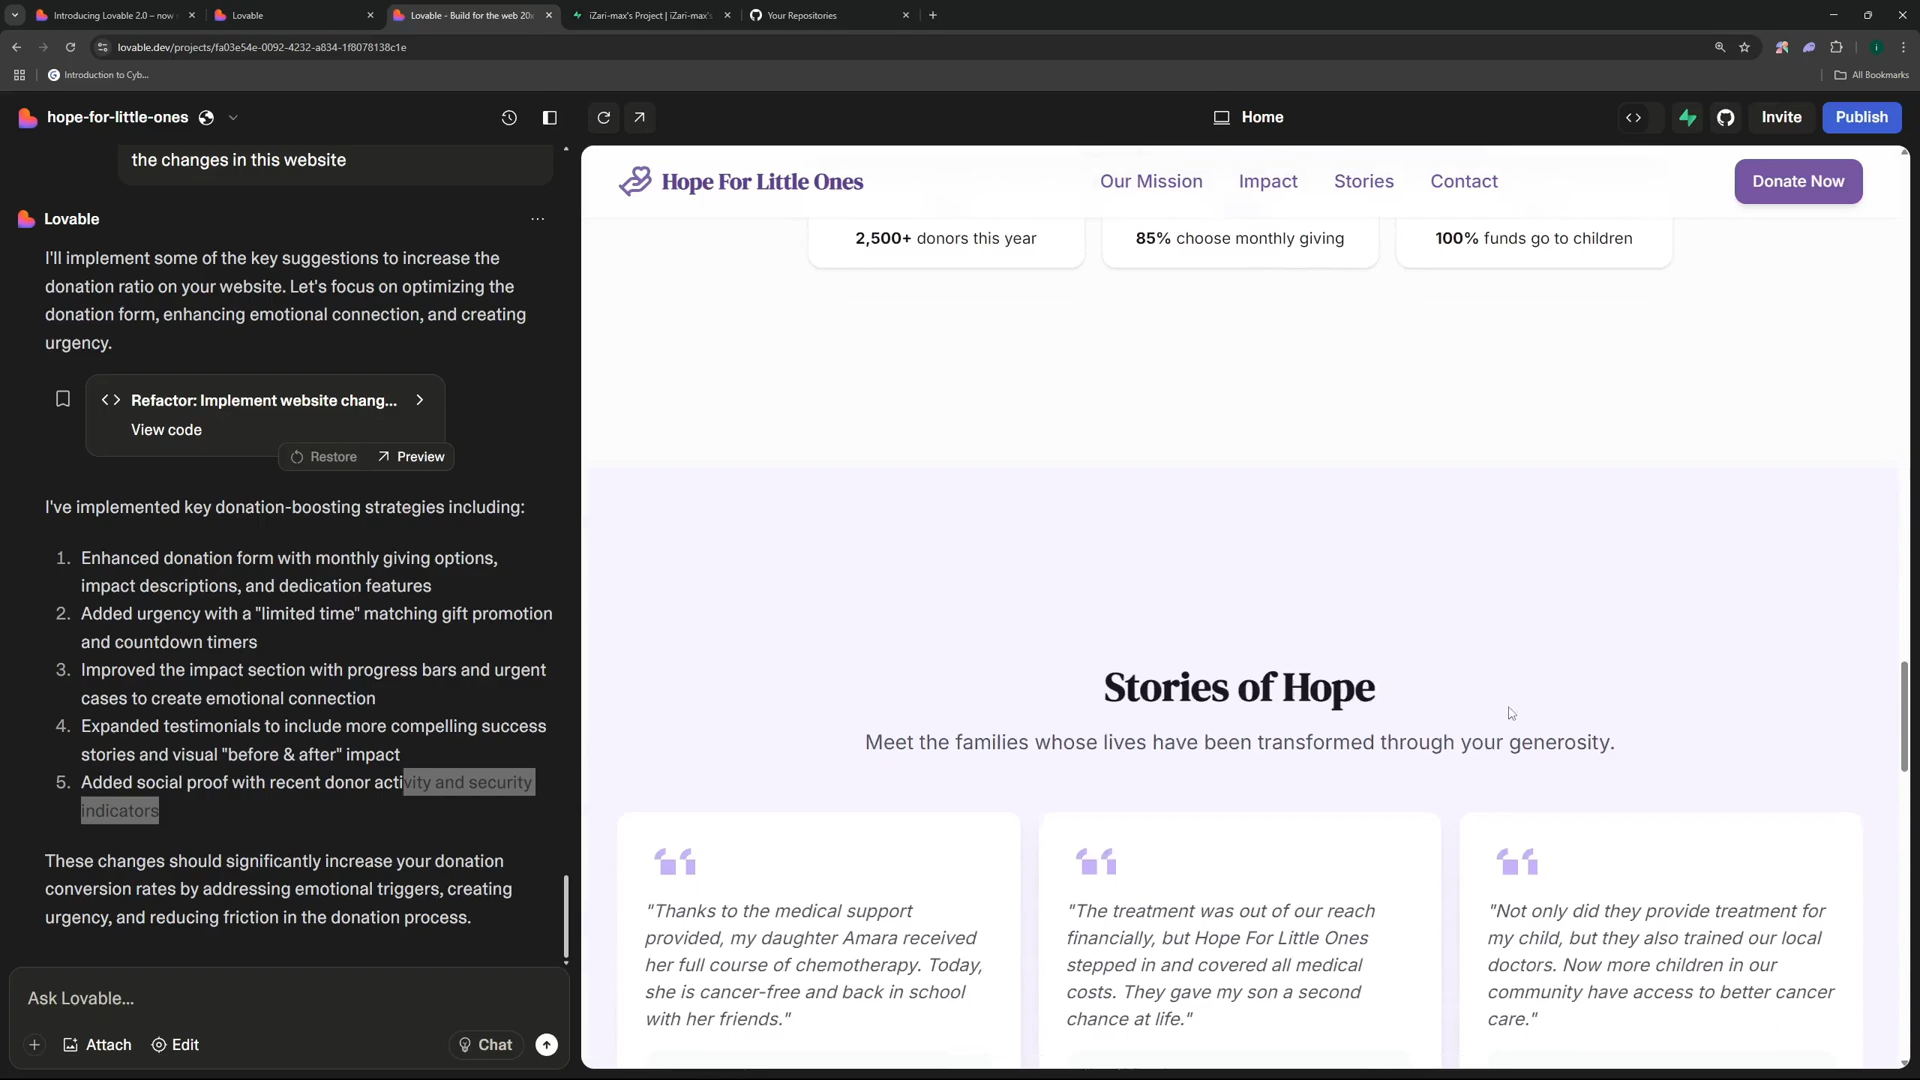 Introducing Lovable 2.0 – now
Lovable
Lovable - Build for the web 20x
iZari-max's Project | iZari-max's
Your Repositories
lovable.dev/projects/fa03e54e-0092-4232-a834-1f8078138c1e
Introduction to Cyb...
All Bookmarks
hope-for-little-ones
Home
Invite
Publish
the changes in this website
Lovable
I'll implement some of the key suggestions to increase the
donation ratio on your website. Let's focus on optimizing the
donation form, enhancing emotional connection, and creating
urgency.
Refactor: Implement website chang...
View code
Restore
Preview
I've implemented key donation-boosting strategies including:
1. Enhanced donation form with monthly giving options,
impact descriptions, and dedication features
2. Added urgency with a "limited time" matching gift promotion
and countdown timers
3. Improved the impact section with progress bars and urgent
cases to create emotional connection
4. Expanded testimonials to include more compelling success
stories and visual "before & after" impact
5. Added social proof with recent donor activity and security
indicators
These changes should significantly increase your donation
conversion rates by addressing emotional triggers, creating
urgency, and reducing friction in the donation process.
Ask Lovable...
Attach
Edit
Chat
Hope For Little Ones
Our Mission
Impact
Stories
Contact
Donate Now
2,500+ donors this year
85% choose monthly giving
100% funds go to children
Stories of Hope
Meet the families whose lives have been transformed through your generosity.
"Thanks to the medical support
provided, my daughter Amara received
her full course of chemotherapy. Today,
she is cancer-free and back in school
with her friends."
"The treatment was out of our reach
financially, but Hope For Little Ones
stepped in and covered all medical
costs. They gave my son a second
chance at life."
"Not only did they provide treatment for
my child, but they also trained our local
doctors. Now more children in our
community have access to better cancer
care."